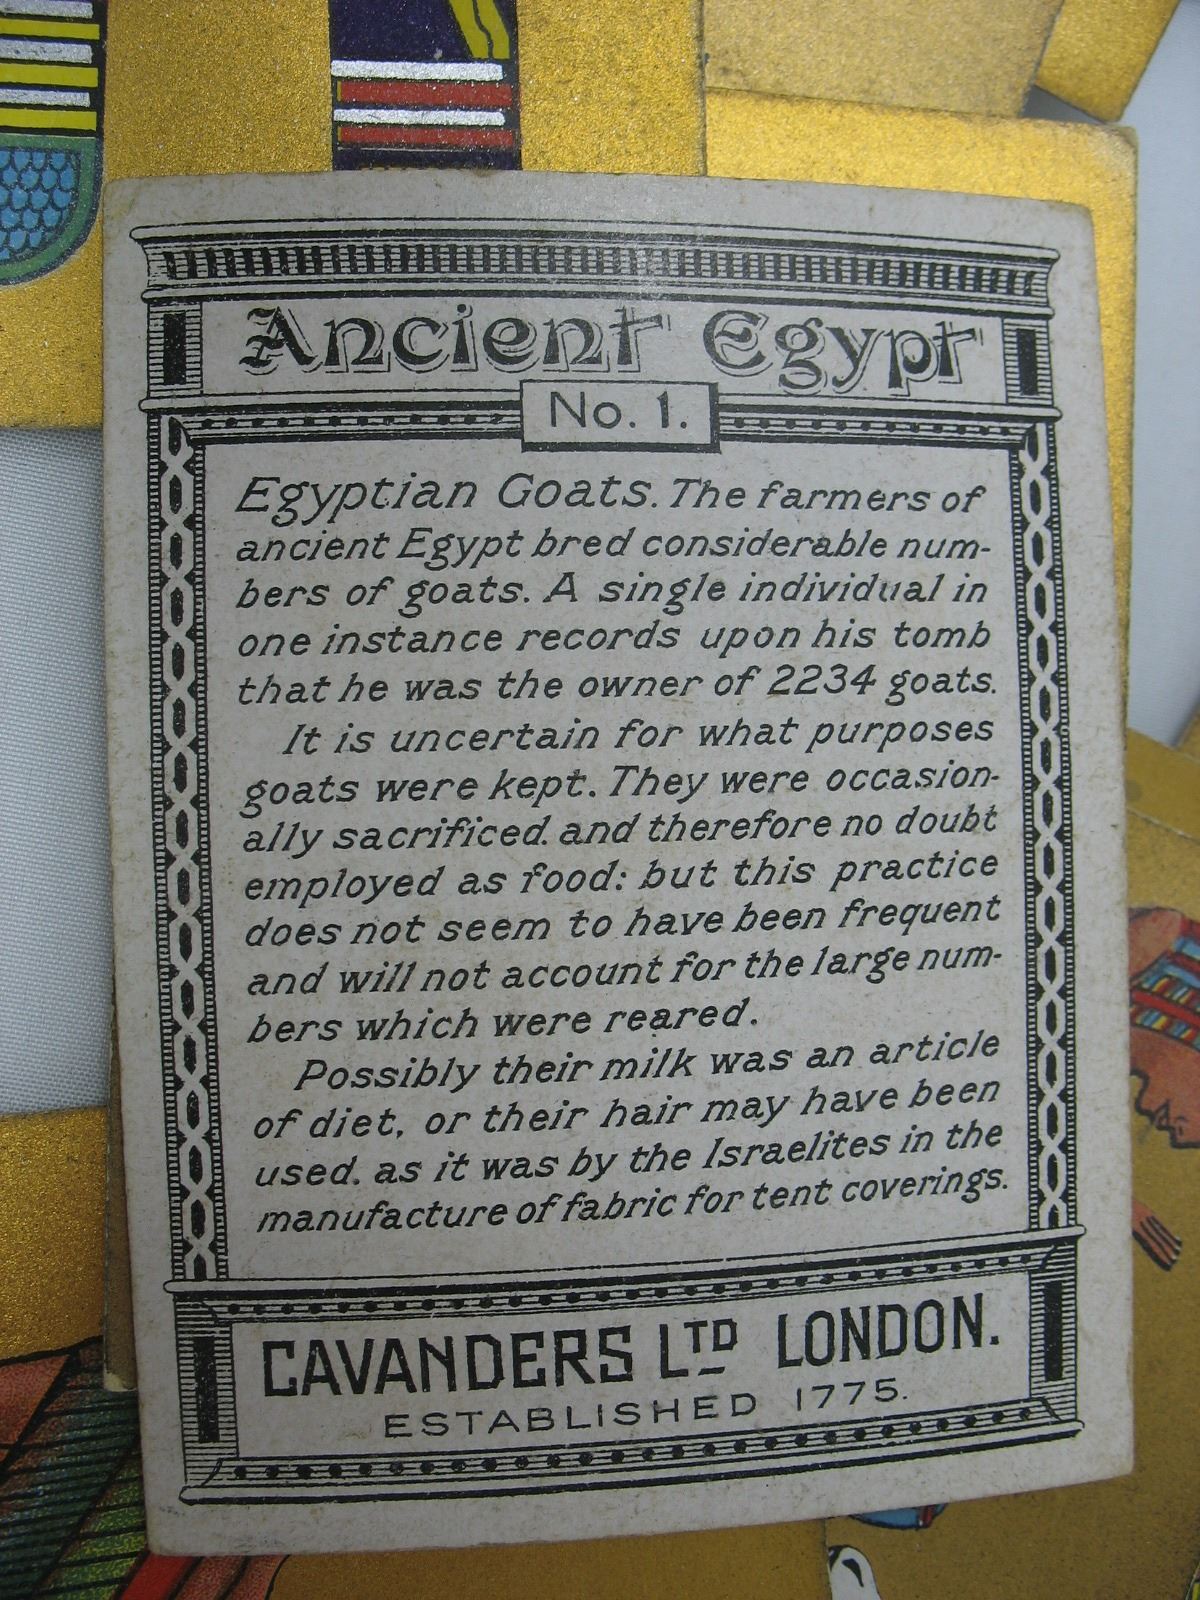 Ancient Egypt
No. 1.
Egyptian Goats. The farmers of
ancient Egypt bred considerable num-
bers of goats. A single individual in
one instance records upon his tomb
that he was the owner of 2234 goats.
It is uncertain for what purposes
goats were kept. They were occasion-
ally sacrificed. and therefore no doubt
employed as food: but this practice
does not seem to have been frequent
and will not account for the large num-
bers which were reared.
Possibly their milk was an article
of diet, or their hair may have been
used. as it was by the Israelites in the
manufacture of fabric for tent coverings.
CAVANDERS LTD LONDON.
ESTABLISHED 1775.